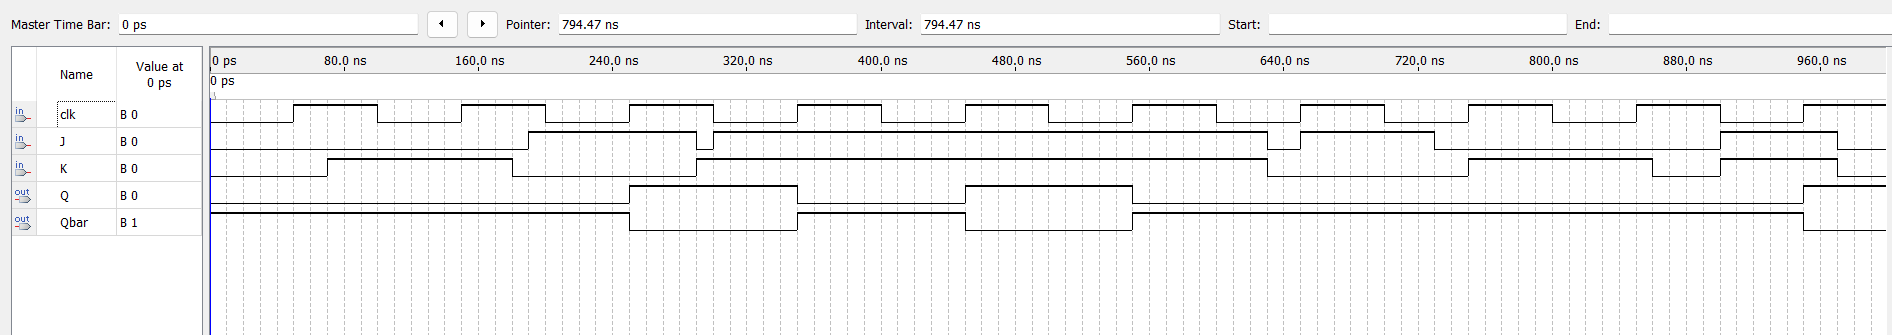 Master Time Bar: 0 ps Pointer: 794.47 ns Interval: 794.47 ns Start: End:
Name Value at 0 ps
0 ps 80.0 ns 160.0 ns 240.0 ns 320.0 ns 400.0 ns 480.0 ns 560.0 ns 640.0 ns 720.0 ns 800.0 ns 880.0 ns 960.0 ns
0 ps
in clk B 0
in J B 0
in K B 0
out Q B 0
out Qbar B 1